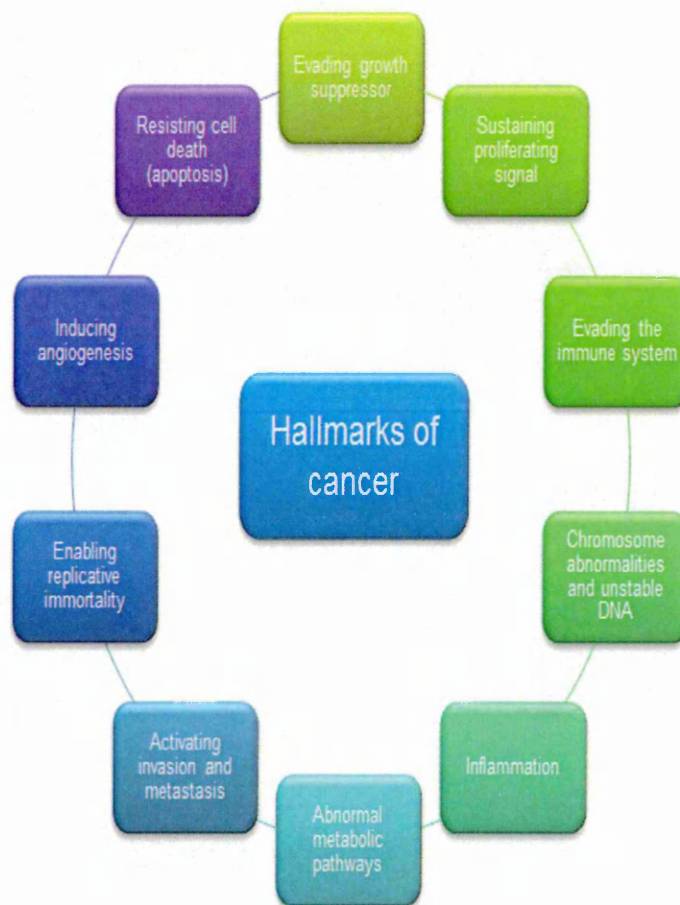 Evading growth
suppressor
Sustaining
proliferating
signal
Evading the
immune system
Chromosome
abnormalities
and unstable
DNA
Inflammation
Abnormal
metabolic
pathways
Activating
invasion and
metastasis
Enabling
replicative
immortality
Inducing
angiogenesis
Resisting cell
death
(apoptosis)
Hallmarks of
cancer